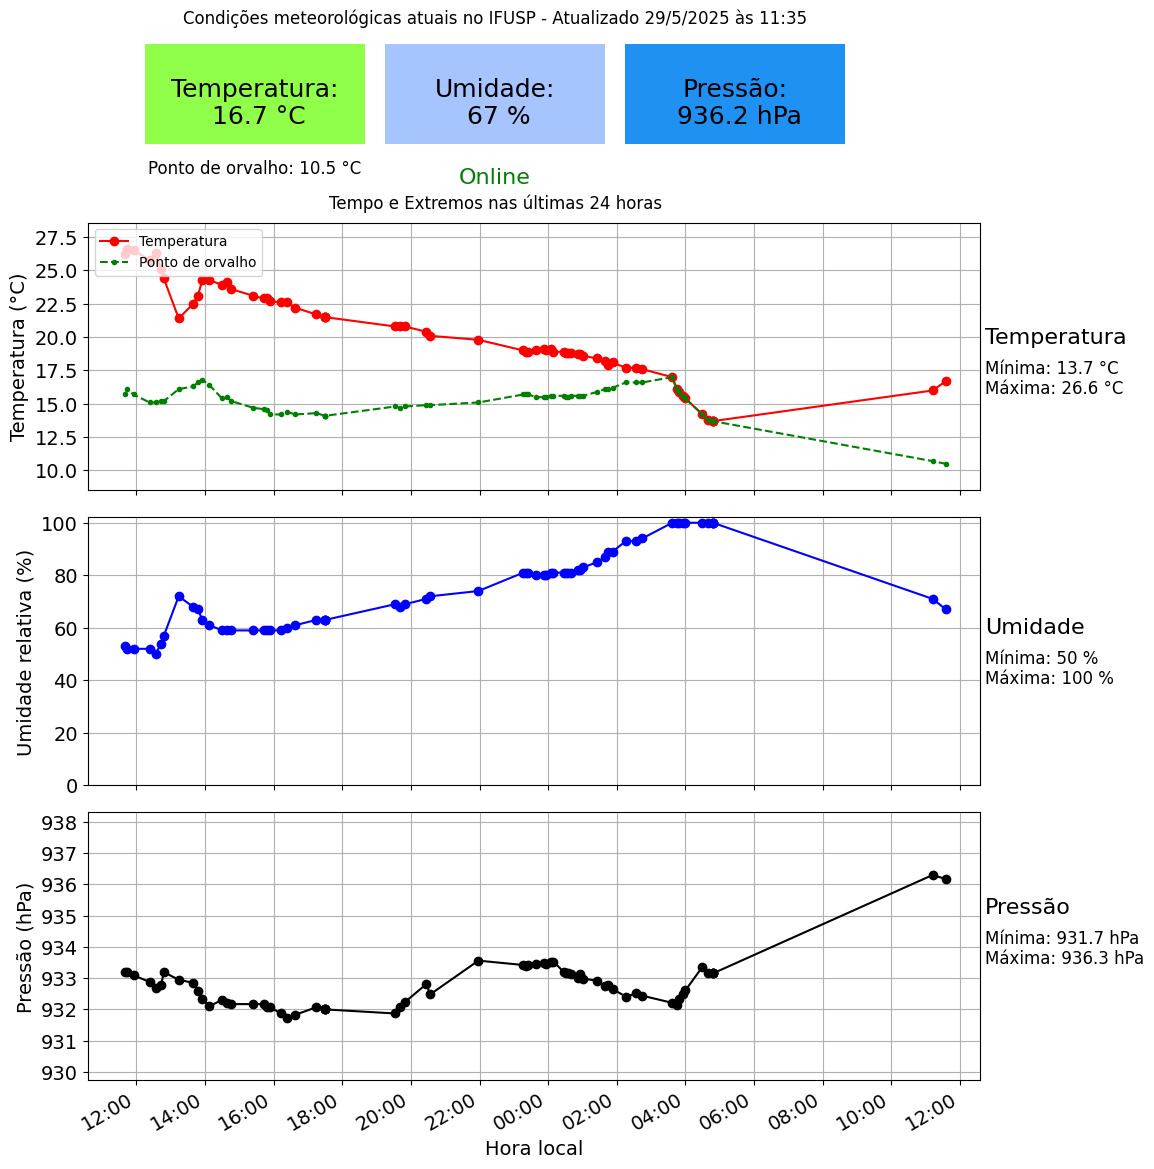 Condições meteorológicas atuais no IFUSP - Atualizado 29/5/2025 às 11:35
Temperatura:
16.7 °C
Umidade:
67 %
Pressão:
936.2 hPa
Ponto de orvalho: 10.5 °C
Online
Tempo e Extremos nas últimas 24 horas
Temperatura (°C)
27.5
25.0
22.5
20.0
17.5
15.0
12.5
10.0
Temperatura
Ponto de orvalho
Temperatura
Mínima: 13.7 °C
Máxima: 26.6 °C
Umidade relativa (%)
100
80
60
40
20
0
Umidade
Mínima: 50 %
Máxima: 100 %
Pressão (hPa)
938
937
936
935
934
933
932
931
930
Pressão
Mínima: 931.7 hPa
Máxima: 936.3 hPa
12:00 14:00 16:00 18:00 20:00 22:00 00:00 02:00 04:00 06:00 08:00 10:00 12:00
Hora local